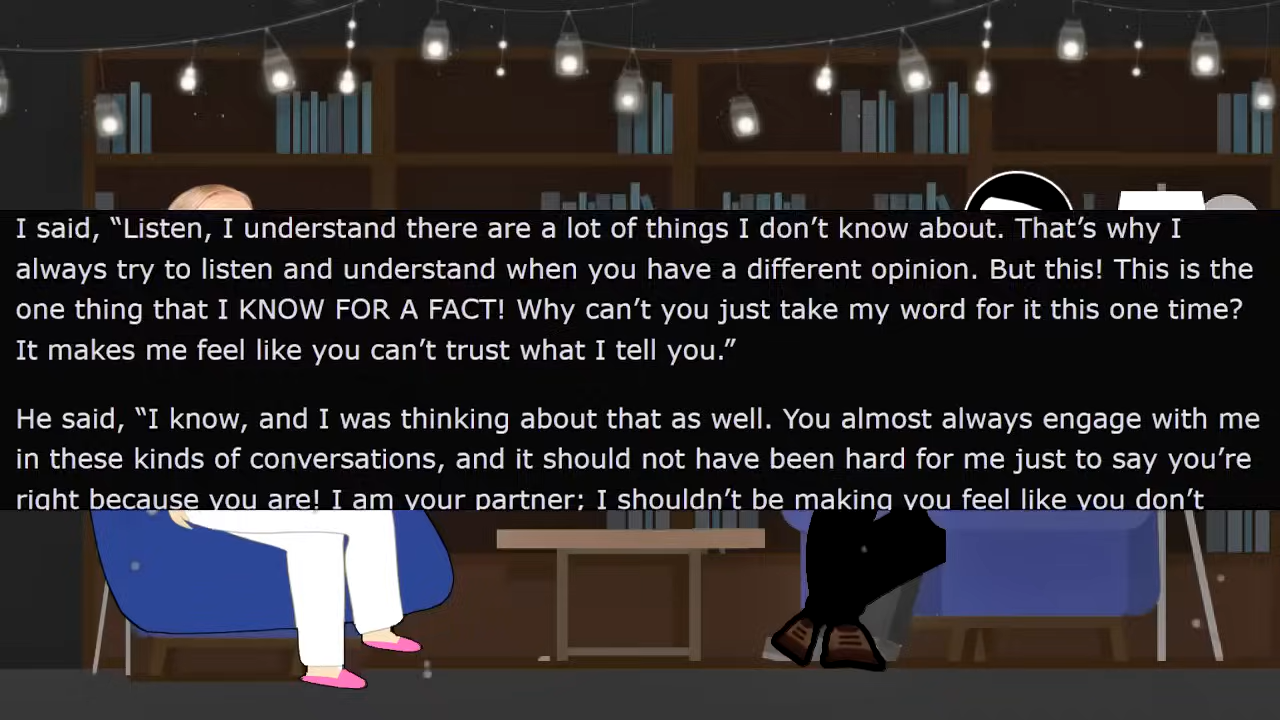 I said, “Listen, I understand there are a lot of things I don’t know about. That’s why I
always try to listen and understand when you have a different opinion. But this! This is the
one thing that I KNOW FOR A FACT! Why can’t you just take my word for it this one time?
It makes me feel like you can’t trust what I tell you.”
He said, “I know, and I was thinking about that as well. You almost always engage with me
in these kinds of conversations, and it should not have been hard for me just to say you’re
right because you are! I am your partner; I shouldn’t be making you feel like you don’t